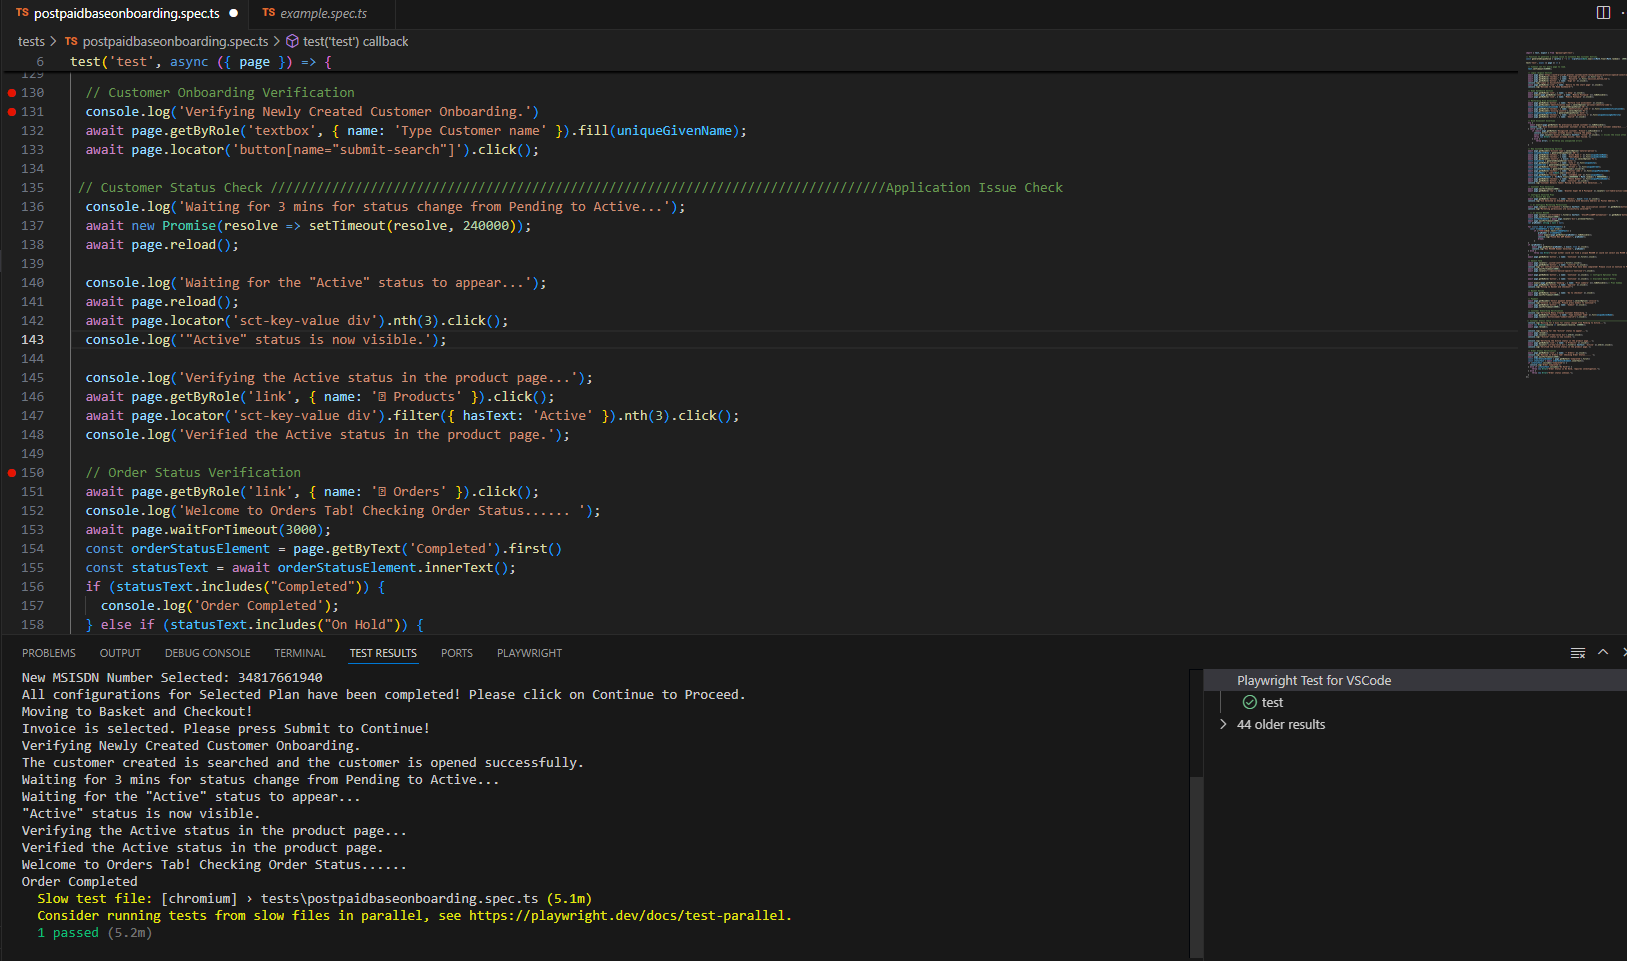 TS postpaidbaseonboarding.spec.ts ● TS example.spec.ts
tests > TS postpaidbaseonboarding.spec.ts > test('test') callback
6 test('test', async ({ page }) => {
129
130 // Customer Onboarding Verification
131 console.log('Verifying Newly Created Customer Onboarding.')
132 await page.getByRole('textbox', { name: 'Type Customer name' }).fill(uniqueGivenName);
133 await page.locator('button[name="submit-search"]').click();
134
135 // Customer Status Check ////////////////////////////////////////////////////////////////////////////////Application Issue Check
136 console.log('Waiting for 3 mins for status change from Pending to Active...');
137 await new Promise(resolve => setTimeout(resolve, 240000));
138 await page.reload();
139
140 console.log('Waiting for the "Active" status to appear...');
141 await page.reload();
142 await page.locator('sct-key-value div').nth(3).click();
143 console.log('"Active" status is now visible.');
144
145 console.log('Verifying the Active status in the product page...');
146 await page.getByRole('link', { name: ' Products' }).click();
147 await page.locator('sct-key-value div').filter({ hasText: 'Active' }).nth(3).click();
148 console.log('Verified the Active status in the product page.');
149
150 // Order Status Verification
151 await page.getByRole('link', { name: ' Orders' }).click();
152 console.log('Welcome to Orders Tab! Checking Order Status...... ');
153 await page.waitForTimeout(3000);
154 const orderStatusElement = page.getByText('Completed').first()
155 const statusText = await orderStatusElement.innerText();
156 if (statusText.includes("Completed")) {
157 console.log('Order Completed');
158 } else if (statusText.includes("On Hold")) {
PROBLEMS OUTPUT DEBUG CONSOLE TERMINAL TEST RESULTS PORTS PLAYWRIGHT
New MSISDN Number Selected: 34817661940
All configurations for Selected Plan have been completed! Please click on Continue to Proceed.
Moving to Basket and Checkout!
Invoice is selected. Please press Submit to Continue!
Verifying Newly Created Customer Onboarding.
The customer created is searched and the customer is opened successfully.
Waiting for 3 mins for status change from Pending to Active...
Waiting for the "Active" status to appear...
"Active" status is now visible.
Verifying the Active status in the product page...
Verified the Active status in the product page.
Welcome to Orders Tab! Checking Order Status......
Order Completed
Slow test file: [chromium] › tests\postpaidbaseonboarding.spec.ts (5.1m)
Consider running tests from slow files in parallel, see https://playwright.dev/docs/test-parallel.
1 passed (5.2m)
Playwright Test for VSCode
test
44 older results